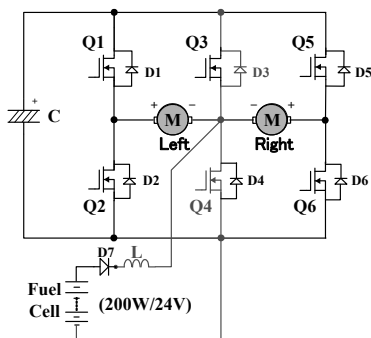 Q1
Q3
Q5
D1
D3
D5
+
C
+ M −
− M +
Left
Right
D2
D4
D6
Q2
Q4
Q6
D7
L
Fuel
Cell
(200W/24V)